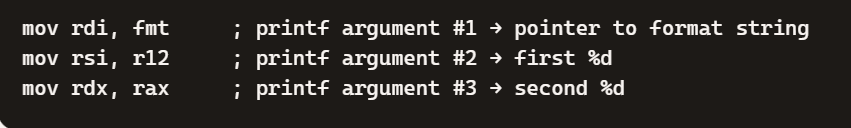 mov rdi, fmt      ; printf argument #1 → pointer to format string
mov rsi, r12      ; printf argument #2 → first %d
mov rdx, rax      ; printf argument #3 → second %d